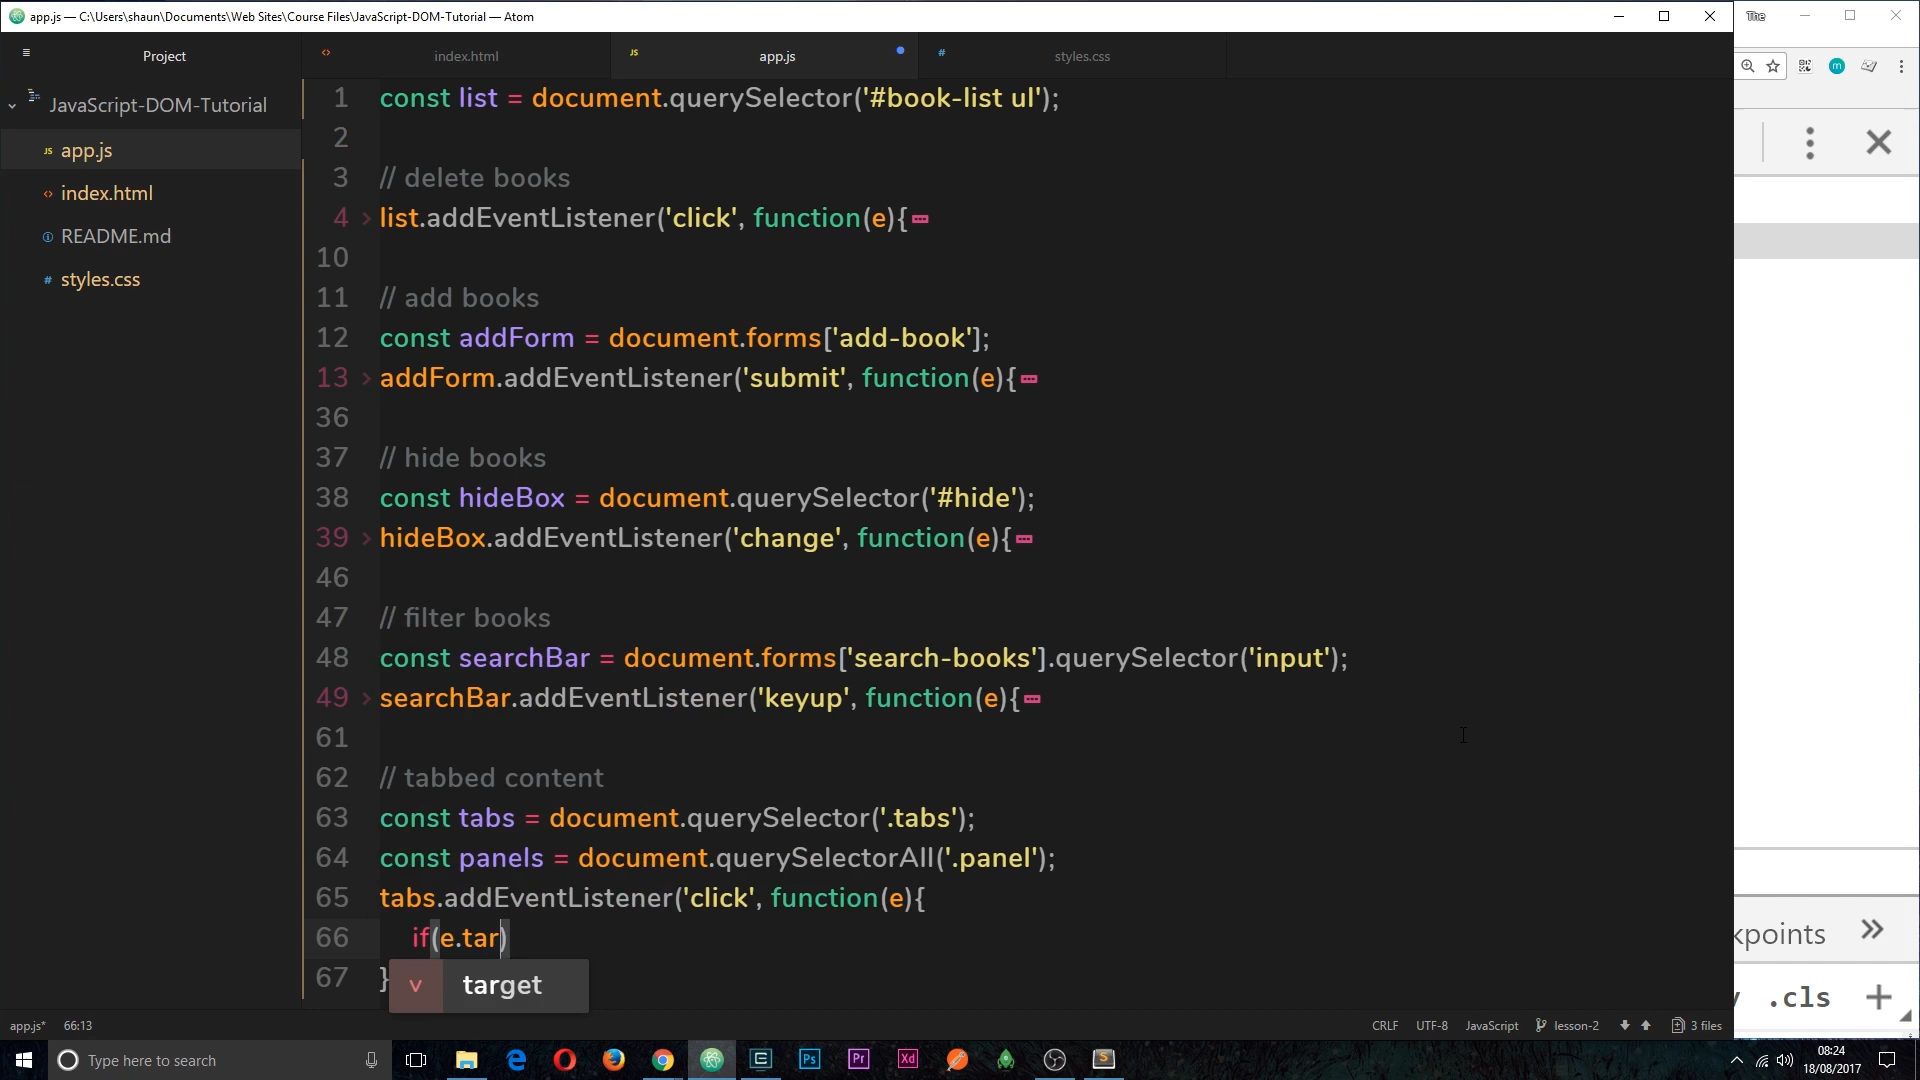 app.js — C:\Users\shaun\Documents\Web Sites\Course Files\JavaScript-DOM-Tutorial — Atom
The
Project
index.html
app.js
styles.css
JavaScript-DOM-Tutorial
app.js
index.html
README.md
styles.css
1 const list = document.querySelector('#book-list ul');
2
3 // delete books
4 list.addEventListener('click', function(e){
10
11 // add books
12 const addForm = document.forms['add-book'];
13 addForm.addEventListener('submit', function(e){
36
37 // hide books
38 const hideBox = document.querySelector('#hide');
39 hideBox.addEventListener('change', function(e){
46
47 // filter books
48 const searchBar = document.forms['search-books'].querySelector('input');
49 searchBar.addEventListener('keyup', function(e){
61
62 // tabbed content
63 const tabs = document.querySelector('.tabs');
64 const panels = document.querySelectorAll('.panel');
65 tabs.addEventListener('click', function(e){
66 if(e.tar)
67 }
v target
kpoints
.cls
app.js* 66:13
CRLF UTF-8 JavaScript lesson-2 3 files
Type here to search
Ps Pr Xd
08:24
18/08/2017